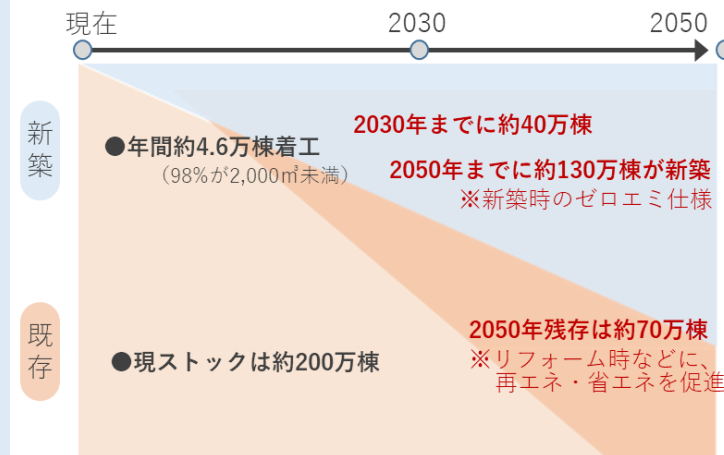 現在
2030
2050
新築
●年間約4.6万棟着工
(98%が2,000㎡未満)
2030年までに約40万棟
2050年までに約130万棟が新築
※新築時のゼロエミ仕様
既存
●現ストックは約200万棟
2050年残存は約70万棟
※リフォーム時などに、
再エネ・省エネを促進